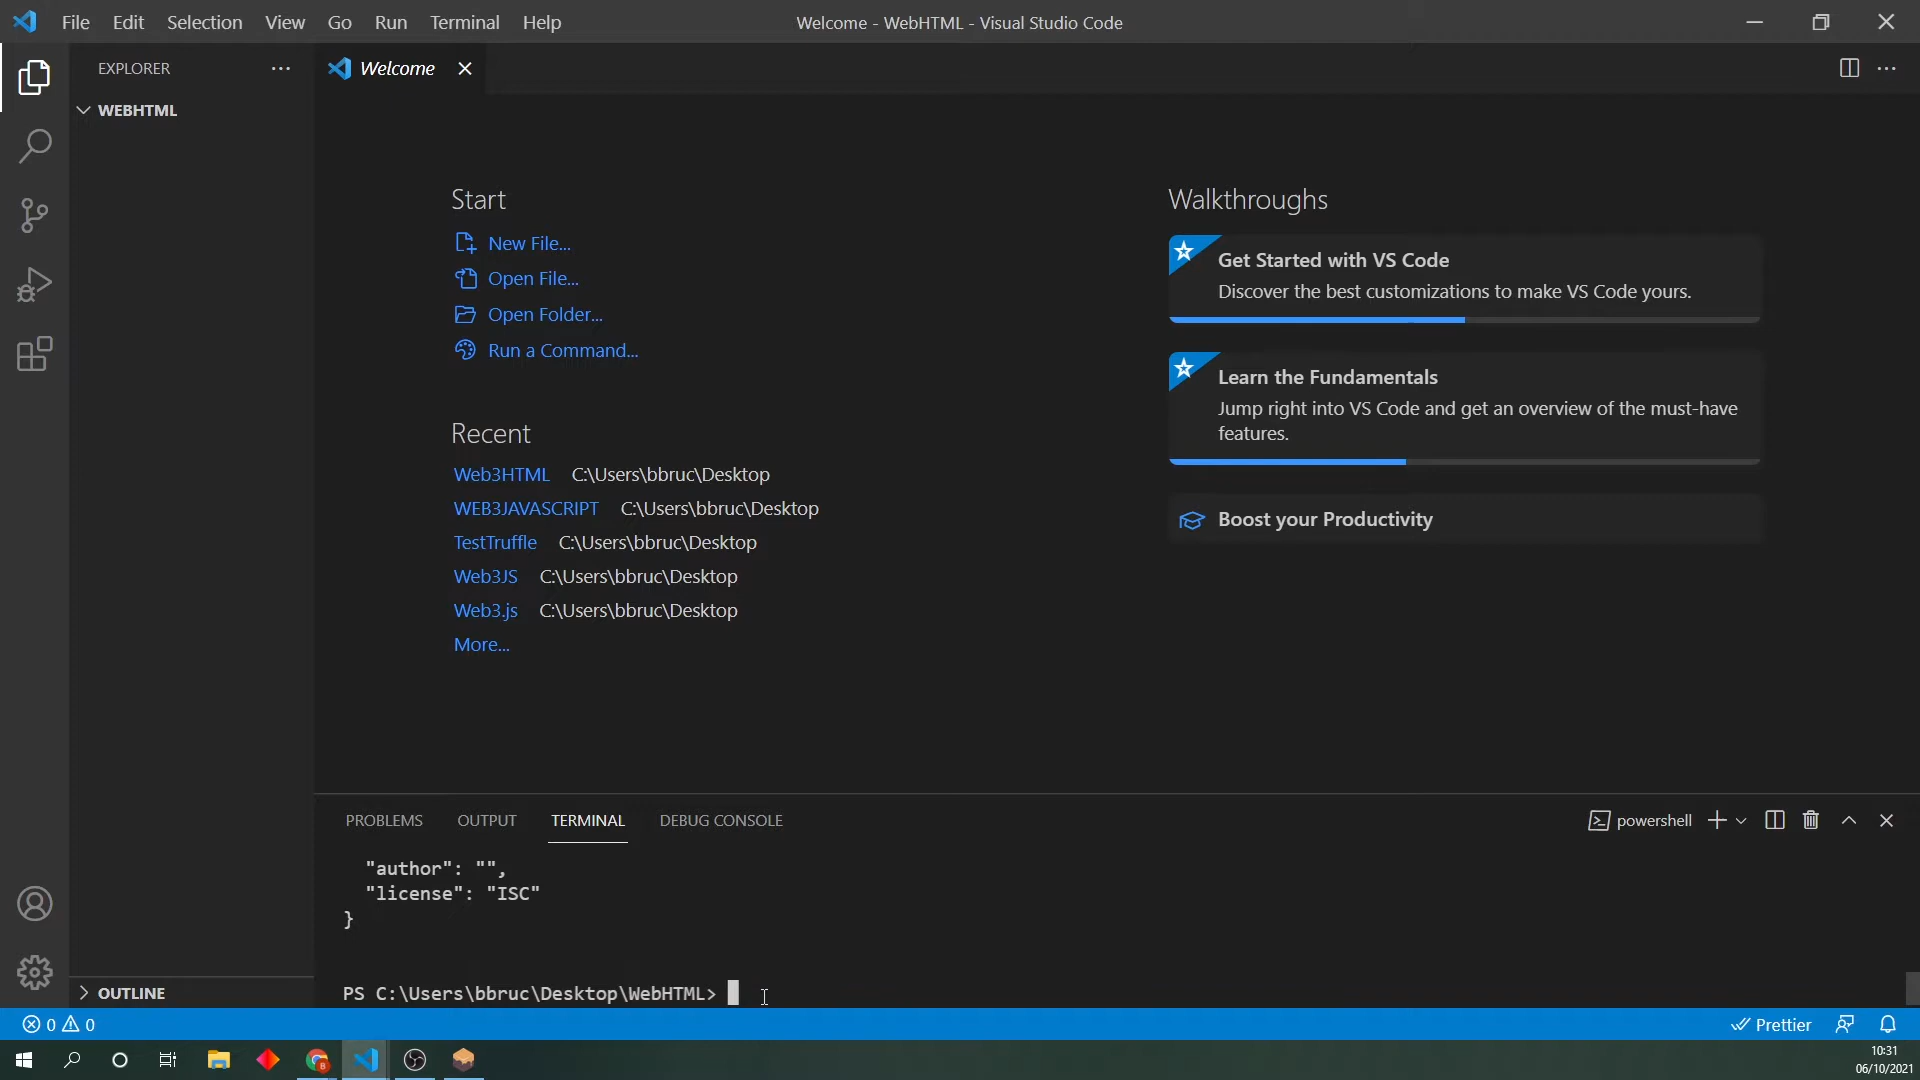 File Edit Selection View Go Run Terminal Help
Welcome - WebHTML - Visual Studio Code
EXPLORER
Welcome
WEBHTML
Start
New File...
Open File...
Open Folder...
Run a Command...
Recent
Web3HTML C:\Users\bbruc\Desktop
WEB3JAVASCRIPT C:\Users\bbruc\Desktop
TestTruffle C:\Users\bbruc\Desktop
Web3JS C:\Users\bbruc\Desktop
Web3.js C:\Users\bbruc\Desktop
More...
Walkthroughs
Get Started with VS Code
Discover the best customizations to make VS Code yours.
Learn the Fundamentals
Jump right into VS Code and get an overview of the must-have
features.
Boost your Productivity
PROBLEMS OUTPUT TERMINAL DEBUG CONSOLE
powershell
"author": "",
"license": "ISC"
}
PS C:\Users\bbruc\Desktop\WebHTML>
OUTLINE
0 0
Prettier
10:31
06/10/2021